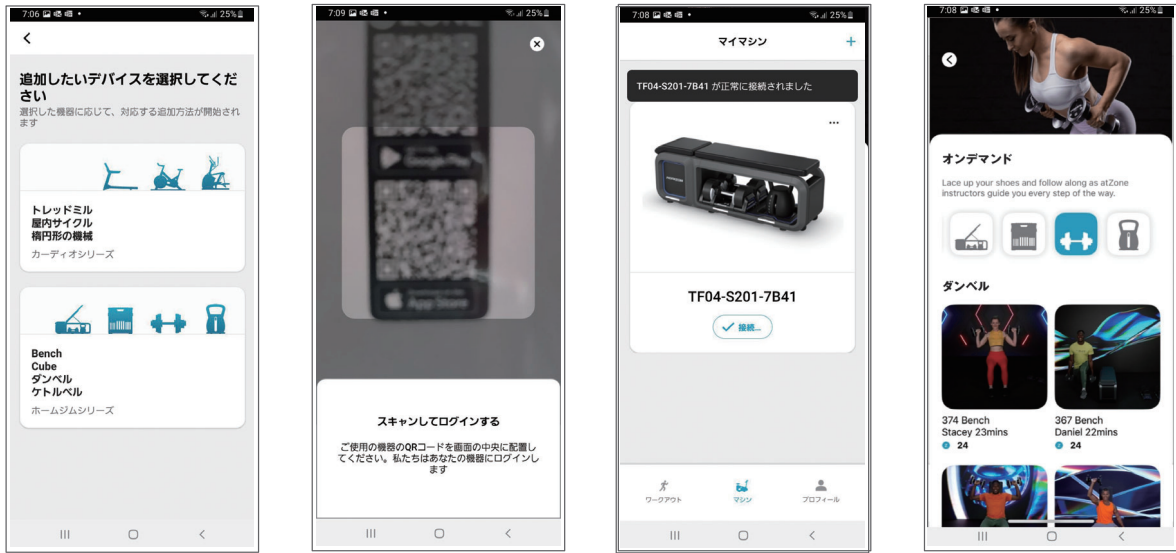 7:06
25%
追加したいデバイスを選択してくだ
さい
選択した機器に応じて、対応する追加方法が開始され
ます
トレッドミル
屋内サイクル
楕円形の機械
カーディオシリーズ
Bench
Cube
ダンベル
ケトルベル
ホームジムシリーズ
7:09
25%
Google Play
App Store
スキャンしてログインする
ご使用の機器のQRコードを画面の中央に配置し
てください。私たちはあなたの機器にログインし
ます
7:08
25%
マイマシン
+
TF04-S201-7B41 が正常に接続されました
TF04-S201-7B41
接続...
ワークアウト
マシン
プロフィール
7:08
25%
オンデマンド
Lace up your shoes and follow along as atZone
instructors guide you every step of the way.
ダンベル
374 Bench
Stacey 23mins
24
367 Bench
Daniel 22mins
24